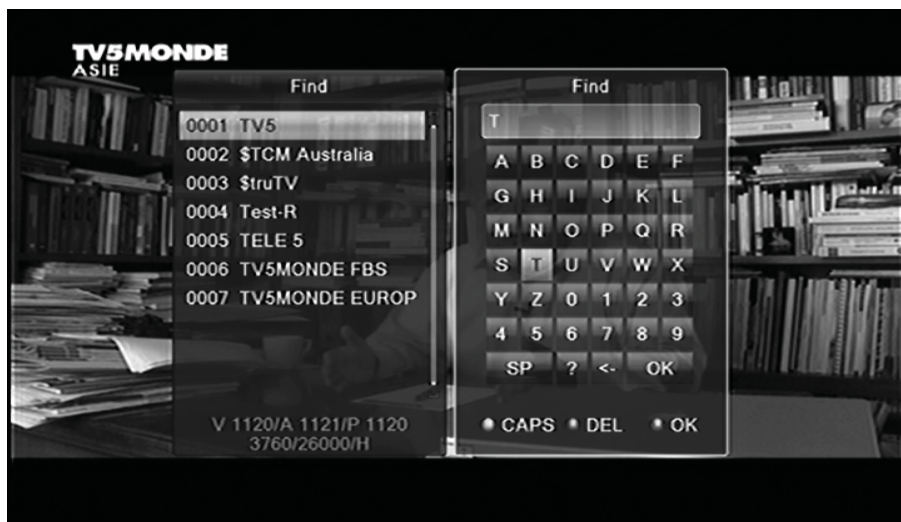 TV5MONDE
ASIE
Find
0001 TV5
0002 $TCM Australia
0003 $truTV
0004 Test-R
0005 TELE 5
0006 TV5MONDE FBS
0007 TV5MONDE EUROP
V 1120/A 1121/P 1120
3760/26000/H
Find
T
A B C D E F
G H I J K L
M N O P Q R
S T U V W X
Y Z 0 1 2 3
4 5 6 7 8 9
SP ? <- OK
CAPS DEL OK